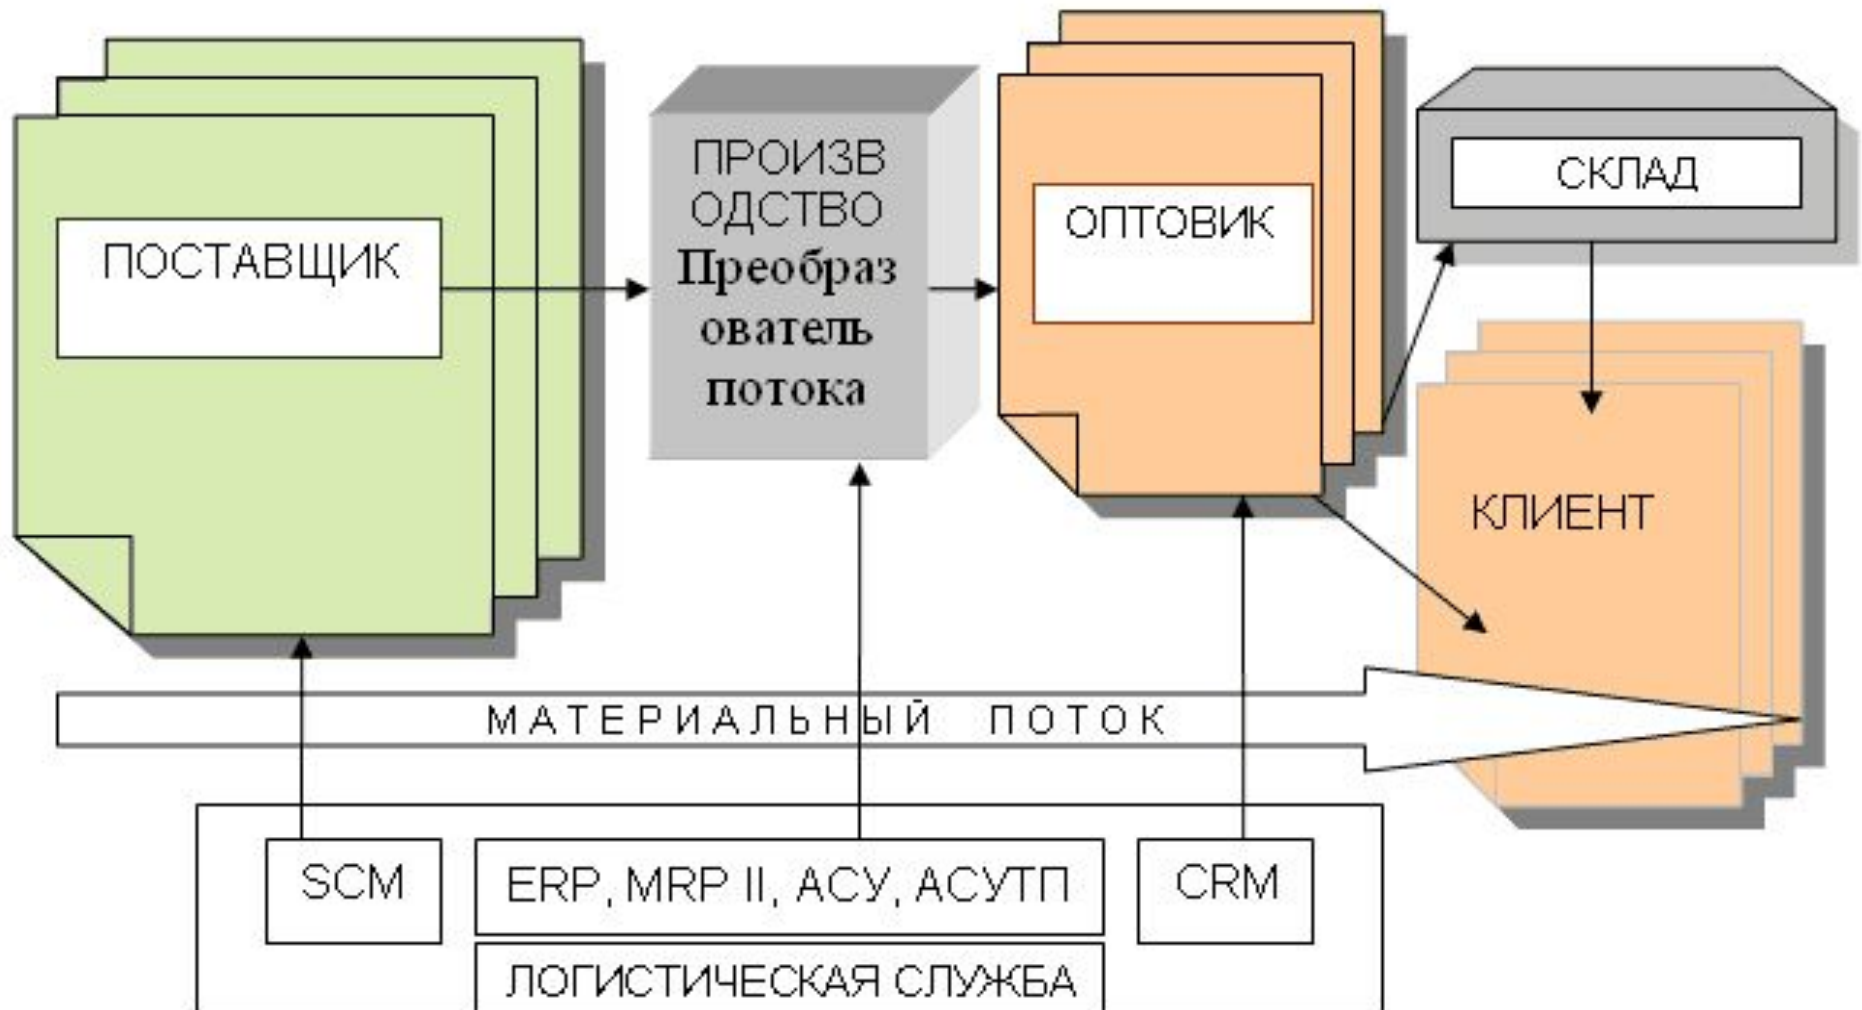 ПОСТАВЩИК
ПРОИЗВ
ОДСТВО
Преобраз
ователь
потока
ОПТОВИК
СКЛАД
КЛИЕНТ
МАТЕРИАЛЬНЫЙ ПОТОК
SCM
ERP, MRP II, АСУ, АСУТП
CRM
ЛОГИСТИЧЕСКАЯ СЛУЖБА